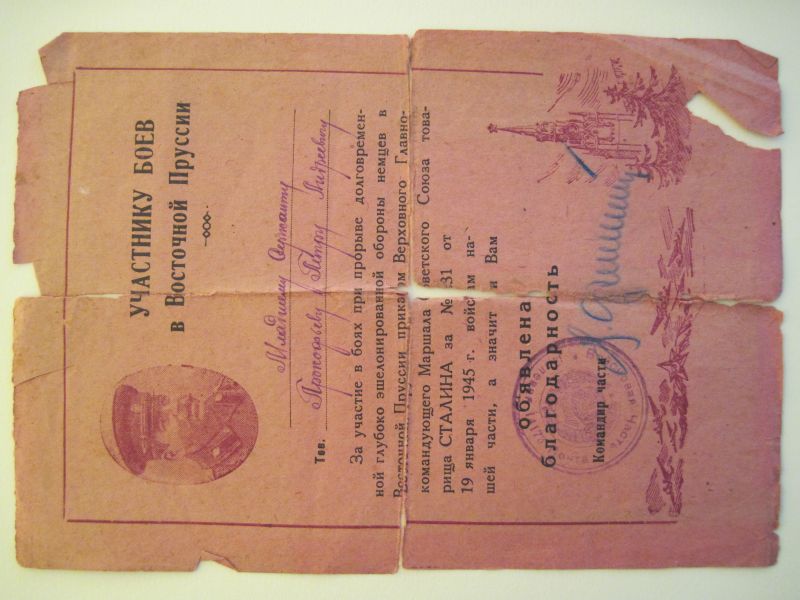 УЧАСТНИКУ БОЕВ
в Восточной Пруссии
Младшему Сержанту
Тов. Прокофьеву Петру Андреевичу
За участие в боях при прорыве долговремен-
ной глубоко эшелонированной обороны немцев в
Восточной Пруссии приказом Верховного Главно-
командующего Маршала Советского Союза това-
рища СТАЛИНА за № 231 от
19 января 1945 г. войскам на-
шей части, а значит и Вам
объявлена
благодарность
Командир части